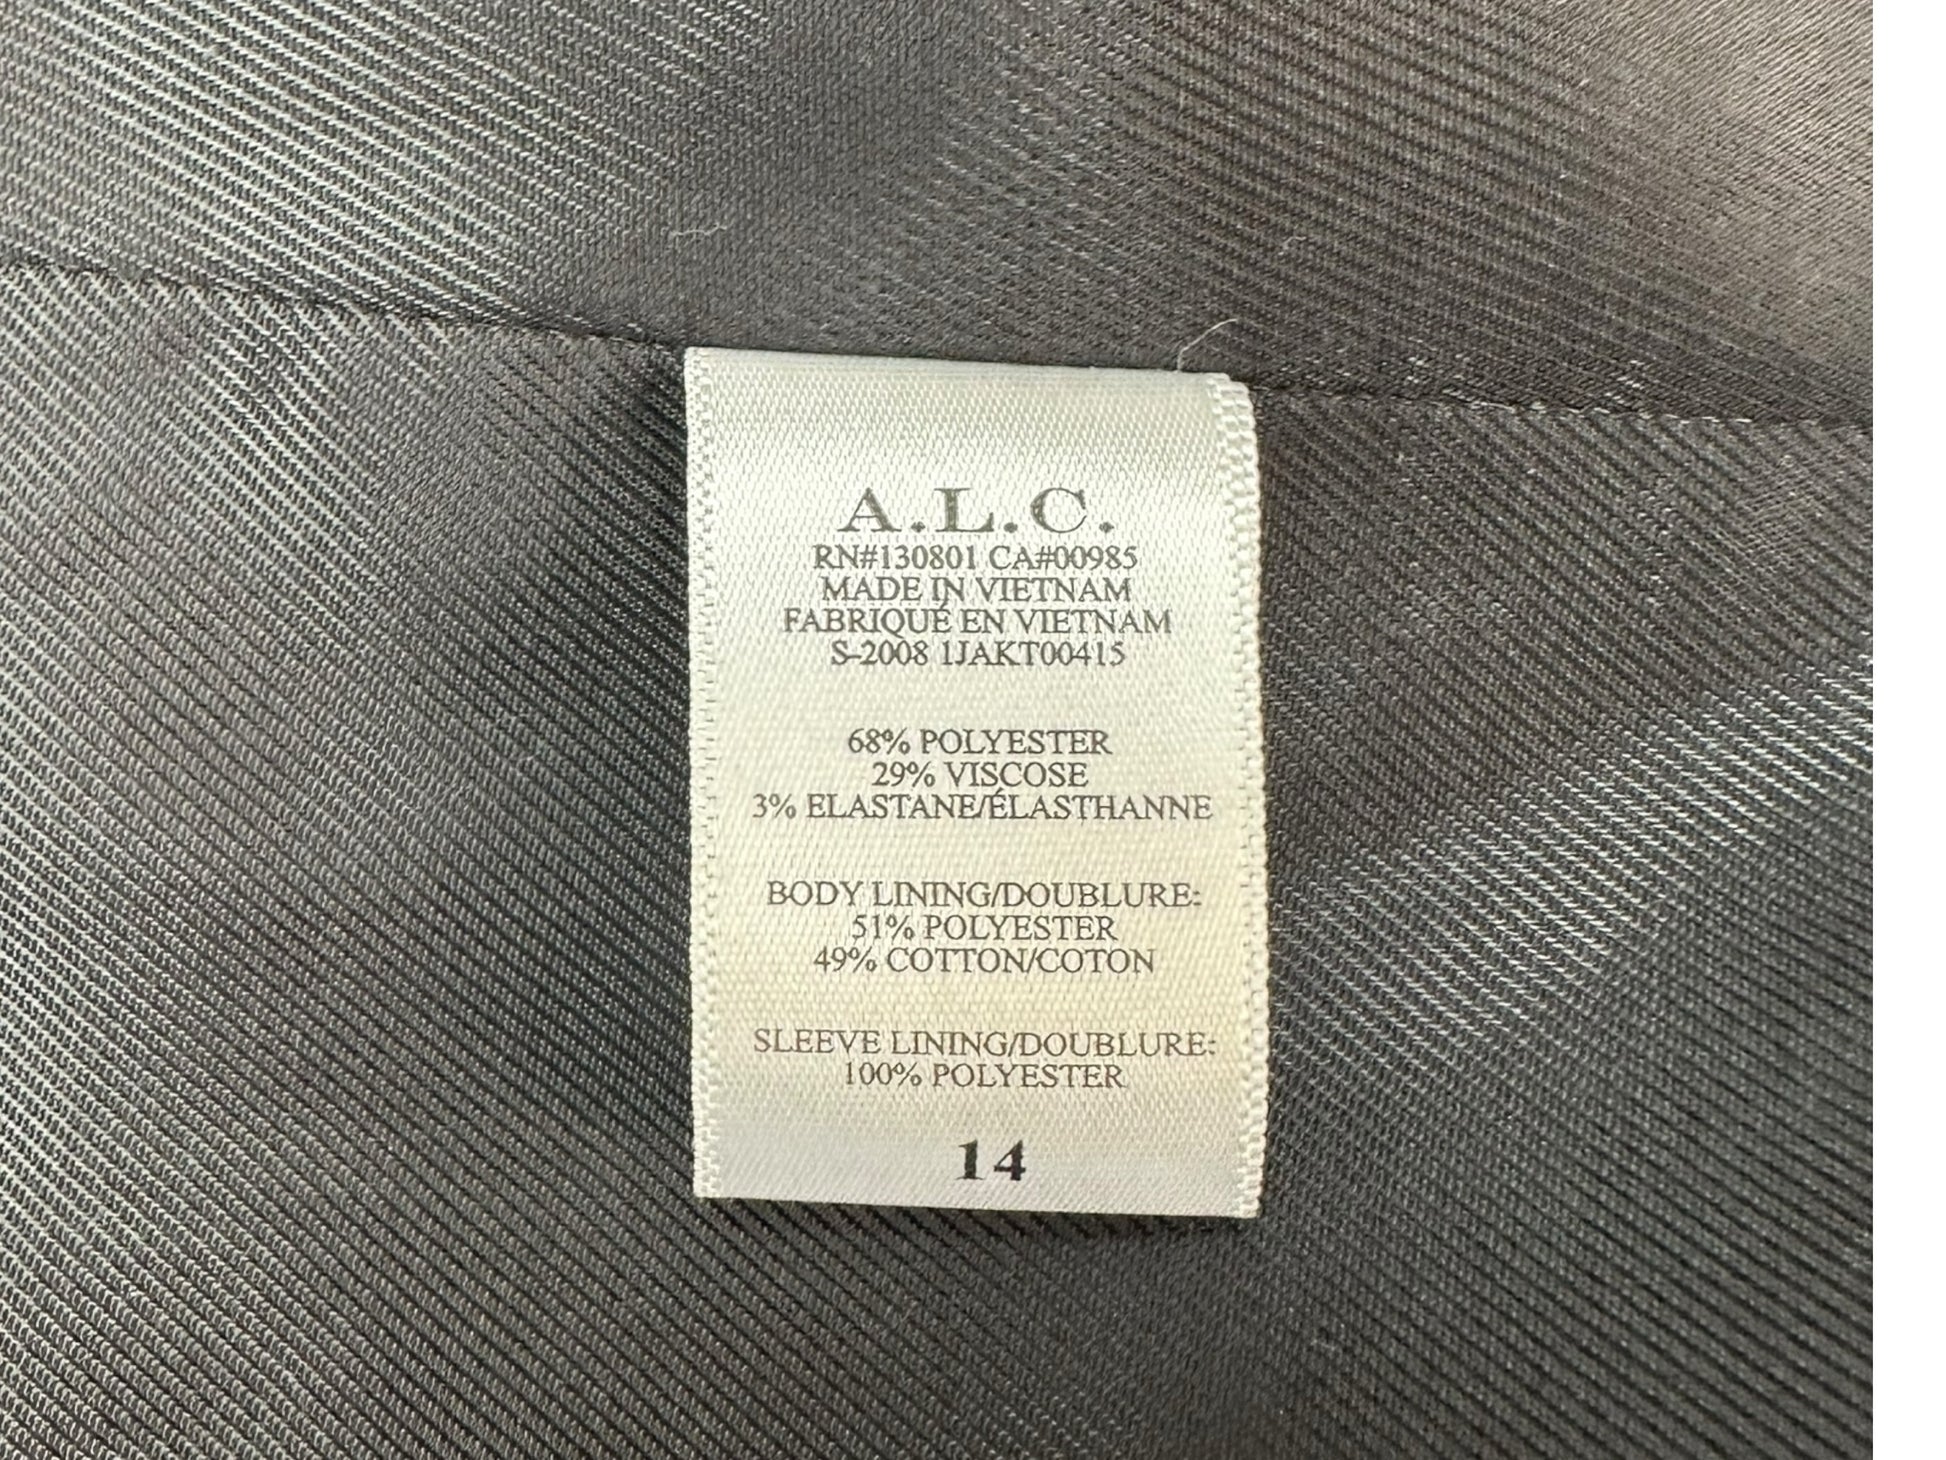 A.L.C.
RN#130801 CA#00985
MADE IN VIETNAM
FABRIQUÉ EN VIETNAM
S-2008 1JAKT00415
68% POLYESTER
29% VISCOSE
3% ELASTANE/ÉLASTHANNE
BODY LINING/DOUBLURE:
51% POLYESTER
49% COTTON/COTON
SLEEVE LINING/DOUBLURE:
100% POLYESTER
14